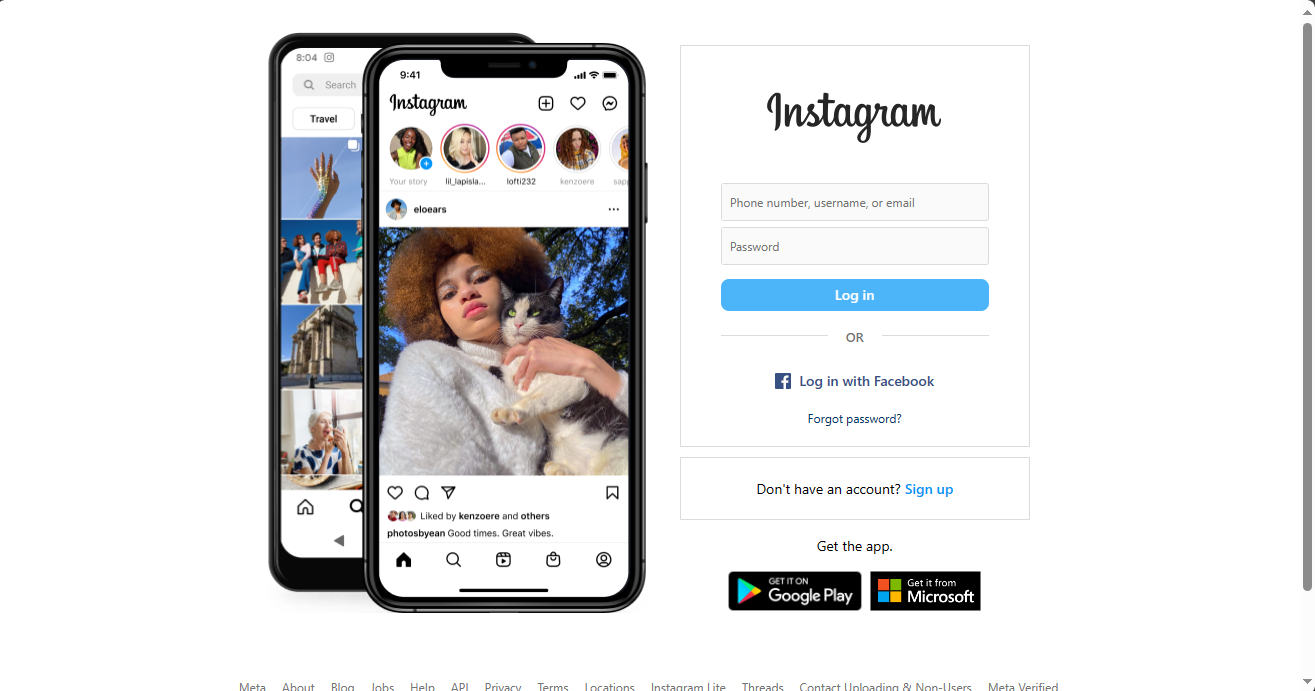 8:04
Search
Travel
9:41
Instagram
Your story
lil_lapisla...
lofti232
kenzoere
sapp
eloears
Liked by kenzoere and others
photosbyean Good times. Great vibes.
Instagram
Phone number, username, or email
Password
Log in
OR
Log in with Facebook
Forgot password?
Don't have an account? Sign up
Get the app.
GET IT ON
Google Play
Get it from
Microsoft
Meta About Blog Jobs Help API Privacy Terms Locations Instagram Lite Threads Contact Uploading & Non-Users Meta Verified